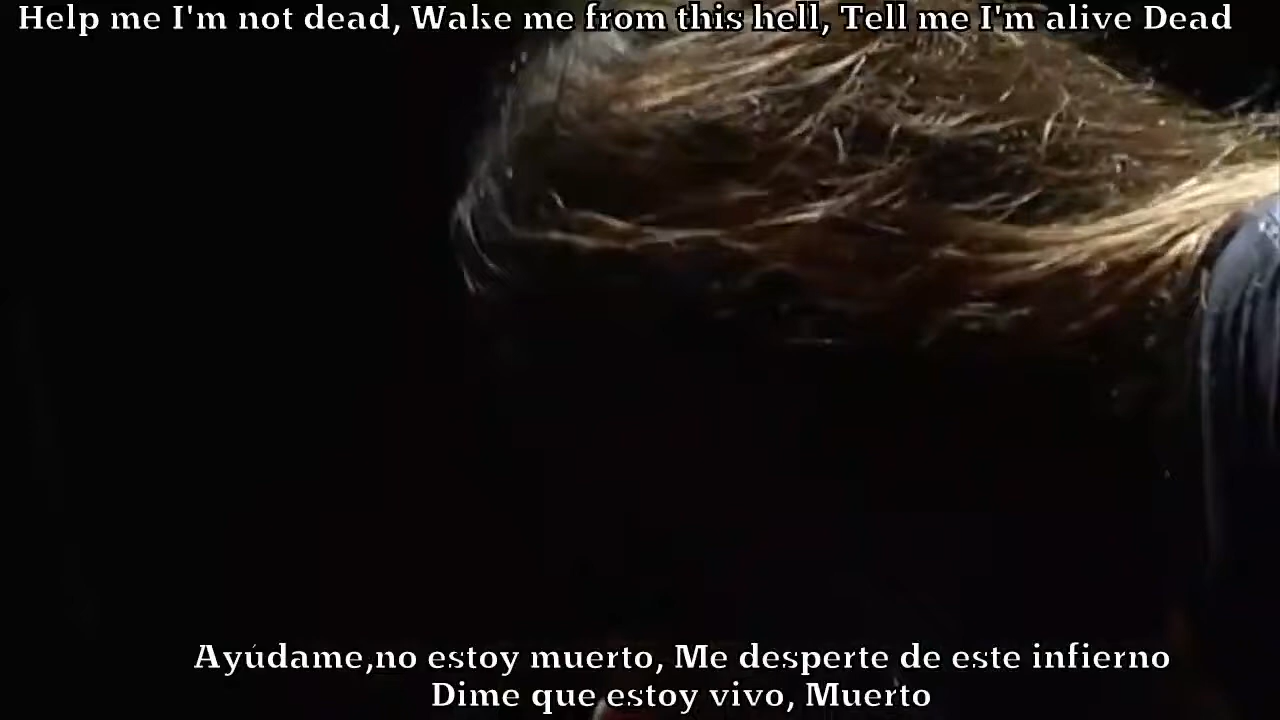 Help me I'm not dead, Wake me from this hell, Tell me I'm alive Dead
Ayúdame,no estoy muerto, Me desperte de este infierno
Dime que estoy vivo, Muerto